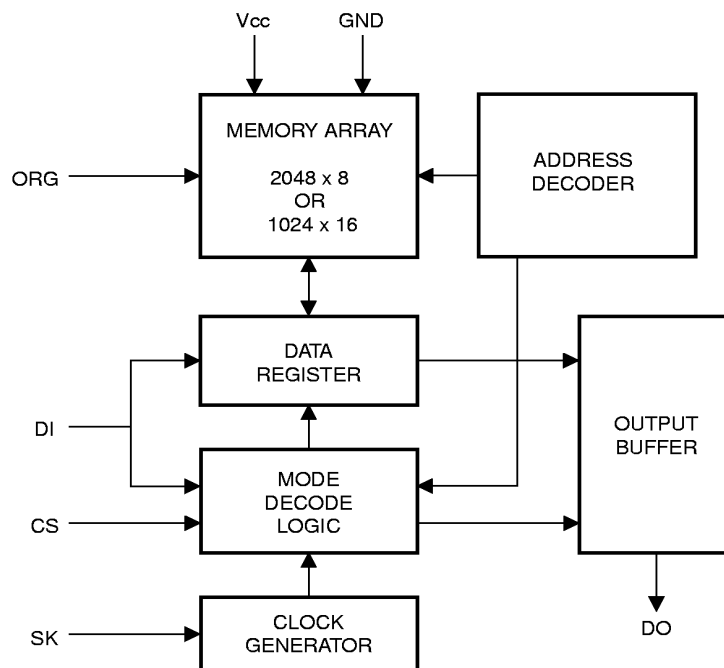 Vcc
GND
MEMORY ARRAY
2048 x 8
OR
1024 x 16
ADDRESS
DECODER
ORG
DATA
REGISTER
DI
OUTPUT
BUFFER
MODE
DECODE
LOGIC
CS
CLOCK
GENERATOR
SK
DO